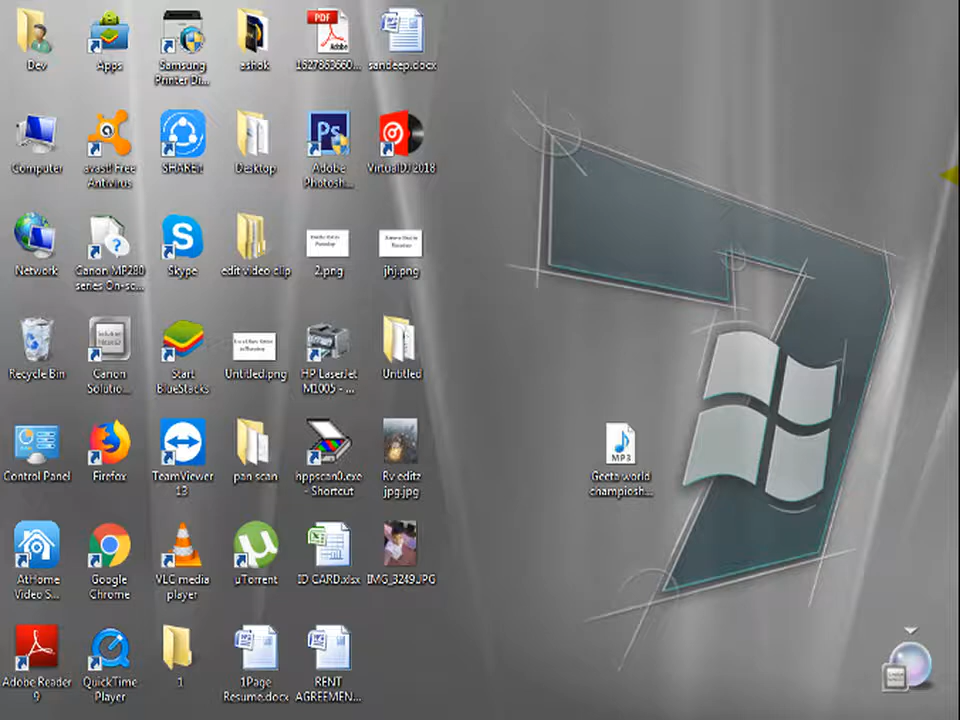 Dev
Apps
Samsung
Printer Di...
ashok
PDF
Adobe
1627863660...
sandeep.docx
Computer
avast! Free
Antivirus
SHAREit
Desktop
Ps
Adobe
Photosh...
VirtualDJ 2018
Network
Canon MP280
series On-sc...
S
Skype
edit video clip
2.png
jhj.png
Recycle Bin
Canon
Solutio...
Start
BlueStacks
Untitled.png
HP LaserJet
M1005 - ...
Untitled
Control Panel
Firefox
TeamViewer
13
pan scan
hppscan0.exe
- Shortcut
Rv editz
jpg.jpg
MP3
Geeta world
champiosh...
AtHome
Video S...
Google
Chrome
VLC media
player
µTorrent
ID CARD.xlsx
IMG_3249.JPG
Adobe Reader
9
QuickTime
Player
1
1Page
Resume.docx
RENT
AGREEMEN...